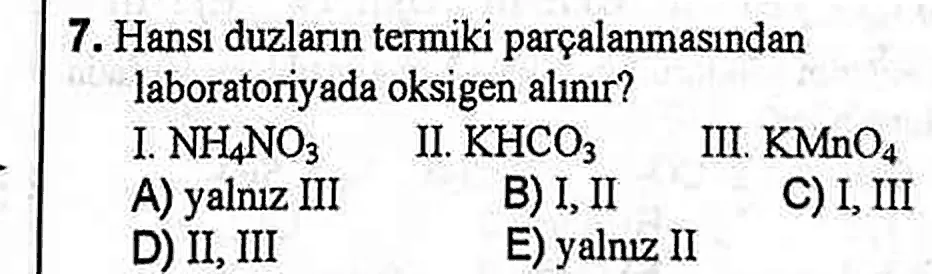 7. Hansı duzların termiki parçalanmasından
laboratoriyada oksigen alınır?
I. NH₄NO₃ II. KHCO₃ III. KMnO₄
A) yalnız III B) I, II C) I, III
D) II, III E) yalnız II